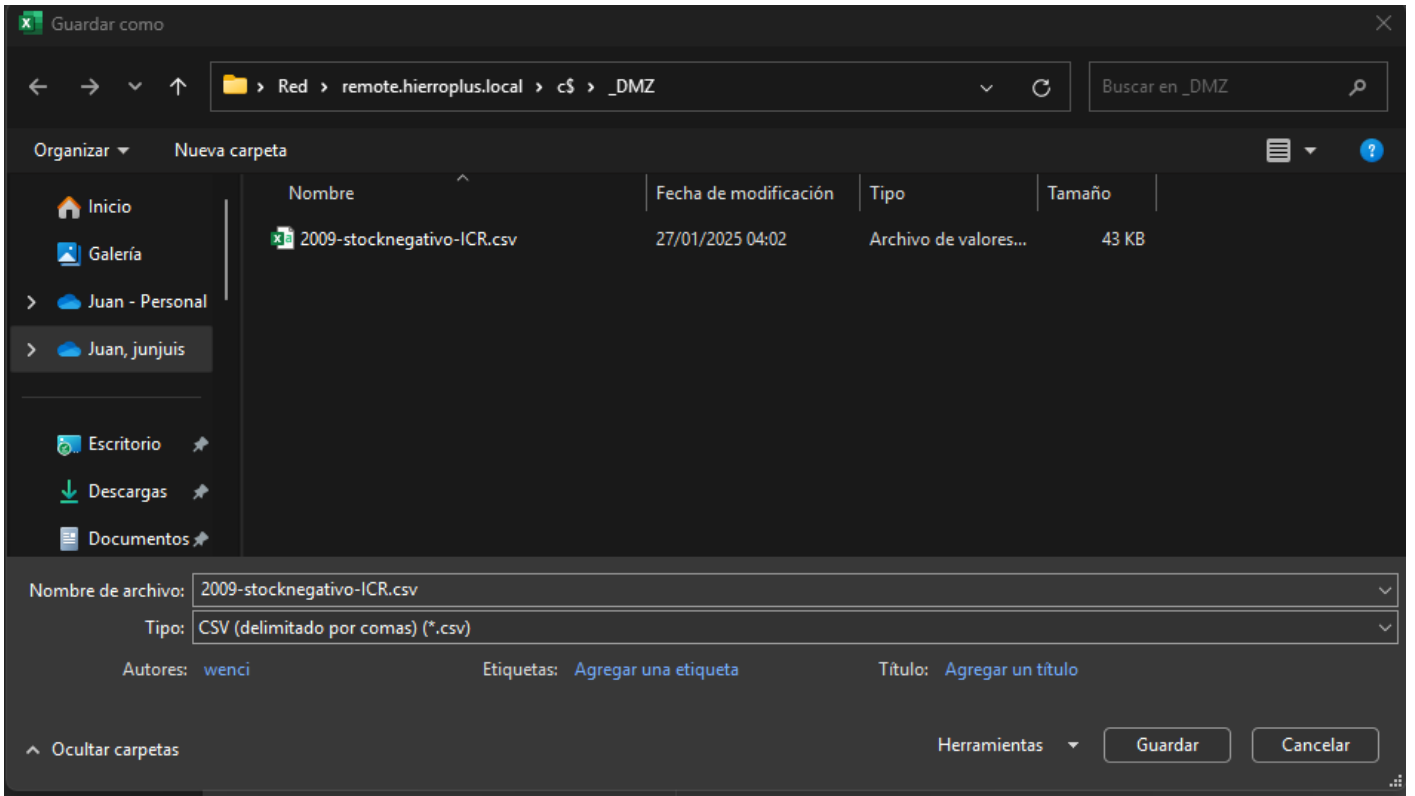 Guardar como
Red > remote.hierroplus.local > c$ > _DMZ
Buscar en _DMZ
Organizar
Nueva carpeta
Inicio
Galería
Juan - Personal
Juan, junjuis
Escritorio
Descargas
Documentos
Nombre Fecha de modificación Tipo Tamaño
2009-stocknegativo-ICR.csv 27/01/2025 04:02 Archivo de valores... 43 KB
Nombre de archivo: 2009-stocknegativo-ICR.csv
Tipo: CSV (delimitado por comas) (*.csv)
Autores: wenci Etiquetas: Agregar una etiqueta Título: Agregar un título
Ocultar carpetas
Herramientas
Guardar
Cancelar